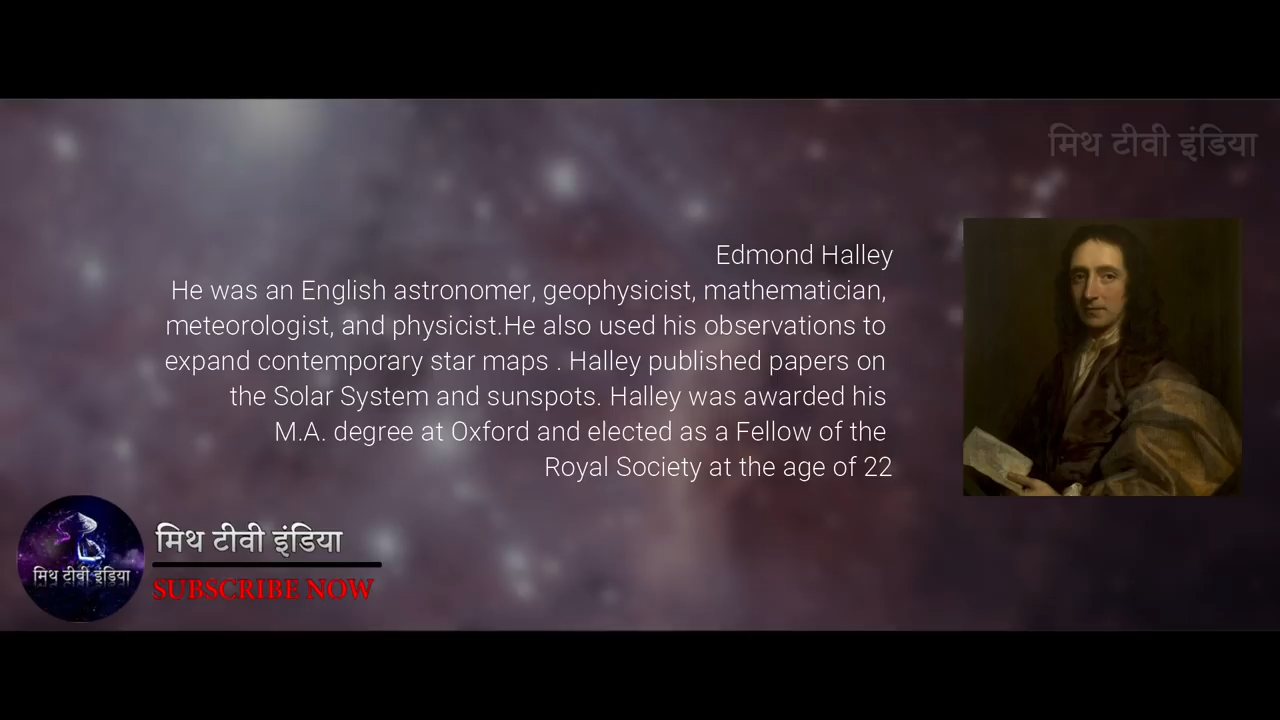 मिथ टीवी इंडिया
Edmond Halley
He was an English astronomer, geophysicist, mathematician,
meteorologist, and physicist.He also used his observations to
expand contemporary star maps . Halley published papers on
the Solar System and sunspots. Halley was awarded his
M.A. degree at Oxford and elected as a Fellow of the
Royal Society at the age of 22
मिथ टीवी इंडिया
मिथ टीवी इंडिया
SUBSCRIBE NOW